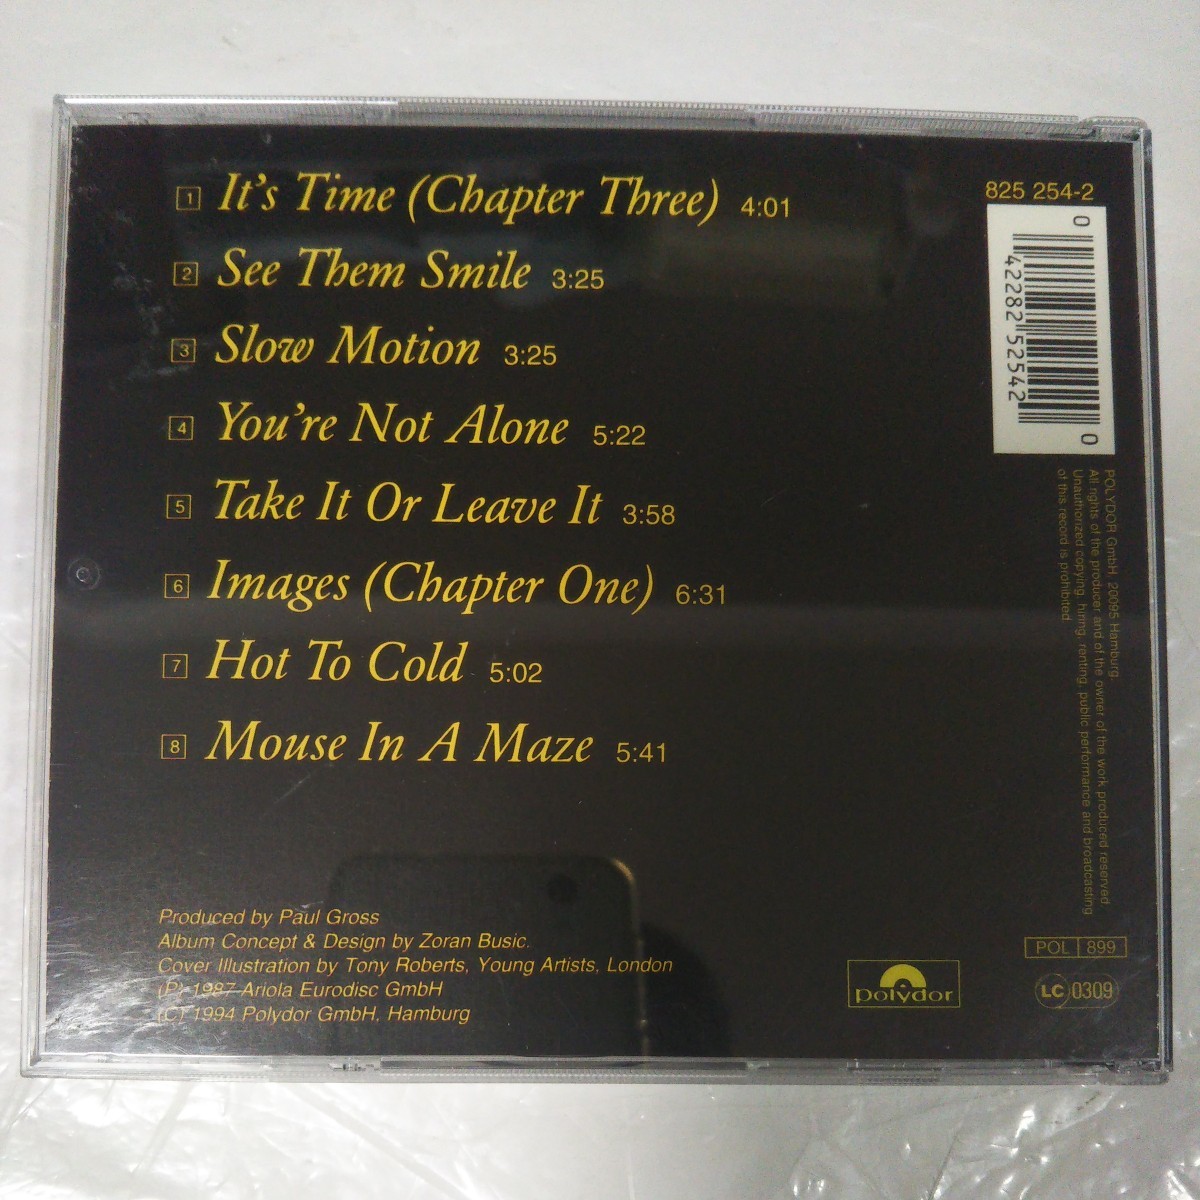 1 It's Time (Chapter Three) 4:01
2 See Them Smile 3:25
3 Slow Motion 3:25
4 You're Not Alone 5:22
5 Take It Or Leave It 3:58
6 Images (Chapter One) 6:31
7 Hot To Cold 5:02
8 Mouse In A Maze 5:41
Produced by Paul Gross
Album Concept & Design by Zoran Busic.
Cover Illustration by Tony Roberts, Young Artists, London
(P) 1987 Ariola Eurodisc GmbH
(C) 1994 Polydor GmbH, Hamburg
825 254-2
0 42282 52542 0
POLYDOR GmbH, 20095 Hamburg.
All rights of the producer and of the owner of the work produced reserved.
Unauthorized copying, hiring, renting, public performance and broadcasting
of this record is prohibited.
POL 899
polydor
LC 0309